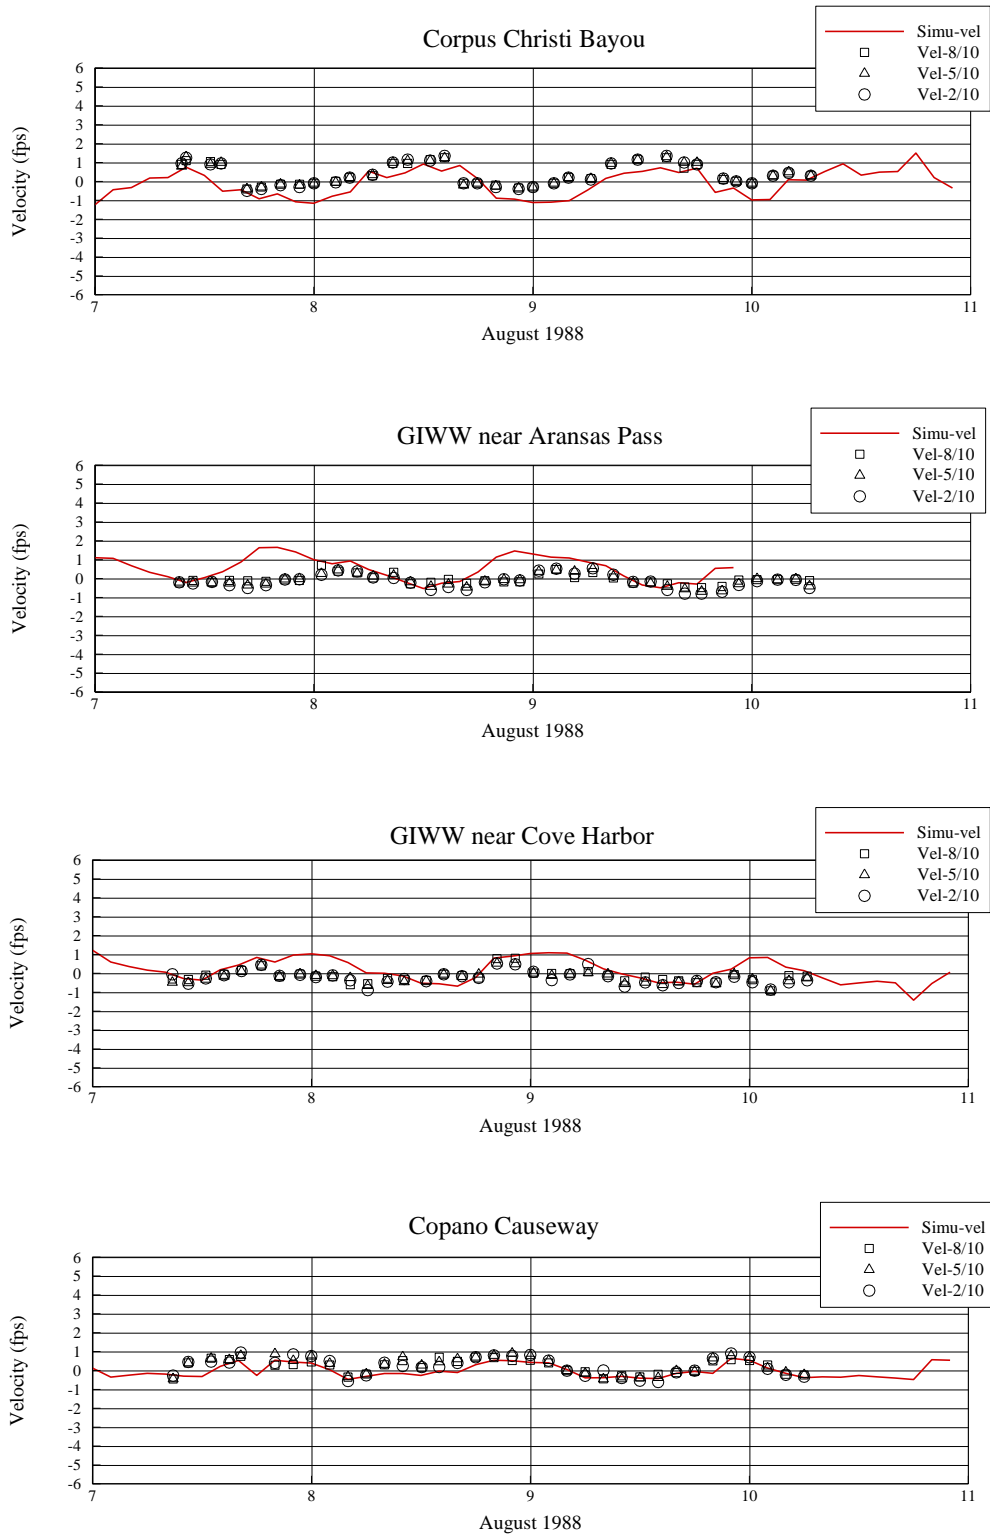 Corpus Christi Bayou
Simu-vel
Vel-8/10
Vel-5/10
Vel-2/10
Velocity (fps)
6
5
4
3
2
1
0
-1
-2
-3
-4
-5
-6
7 8 9 10 11
August 1988
GIWW near Aransas Pass
Simu-vel
Vel-8/10
Vel-5/10
Vel-2/10
Velocity (fps)
6
5
4
3
2
1
0
-1
-2
-3
-4
-5
-6
7 8 9 10 11
August 1988
GIWW near Cove Harbor
Simu-vel
Vel-8/10
Vel-5/10
Vel-2/10
Velocity (fps)
6
5
4
3
2
1
0
-1
-2
-3
-4
-5
-6
7 8 9 10 11
August 1988
Copano Causeway
Simu-vel
Vel-8/10
Vel-5/10
Vel-2/10
Velocity (fps)
6
5
4
3
2
1
0
-1
-2
-3
-4
-5
-6
7 8 9 10 11
August 1988